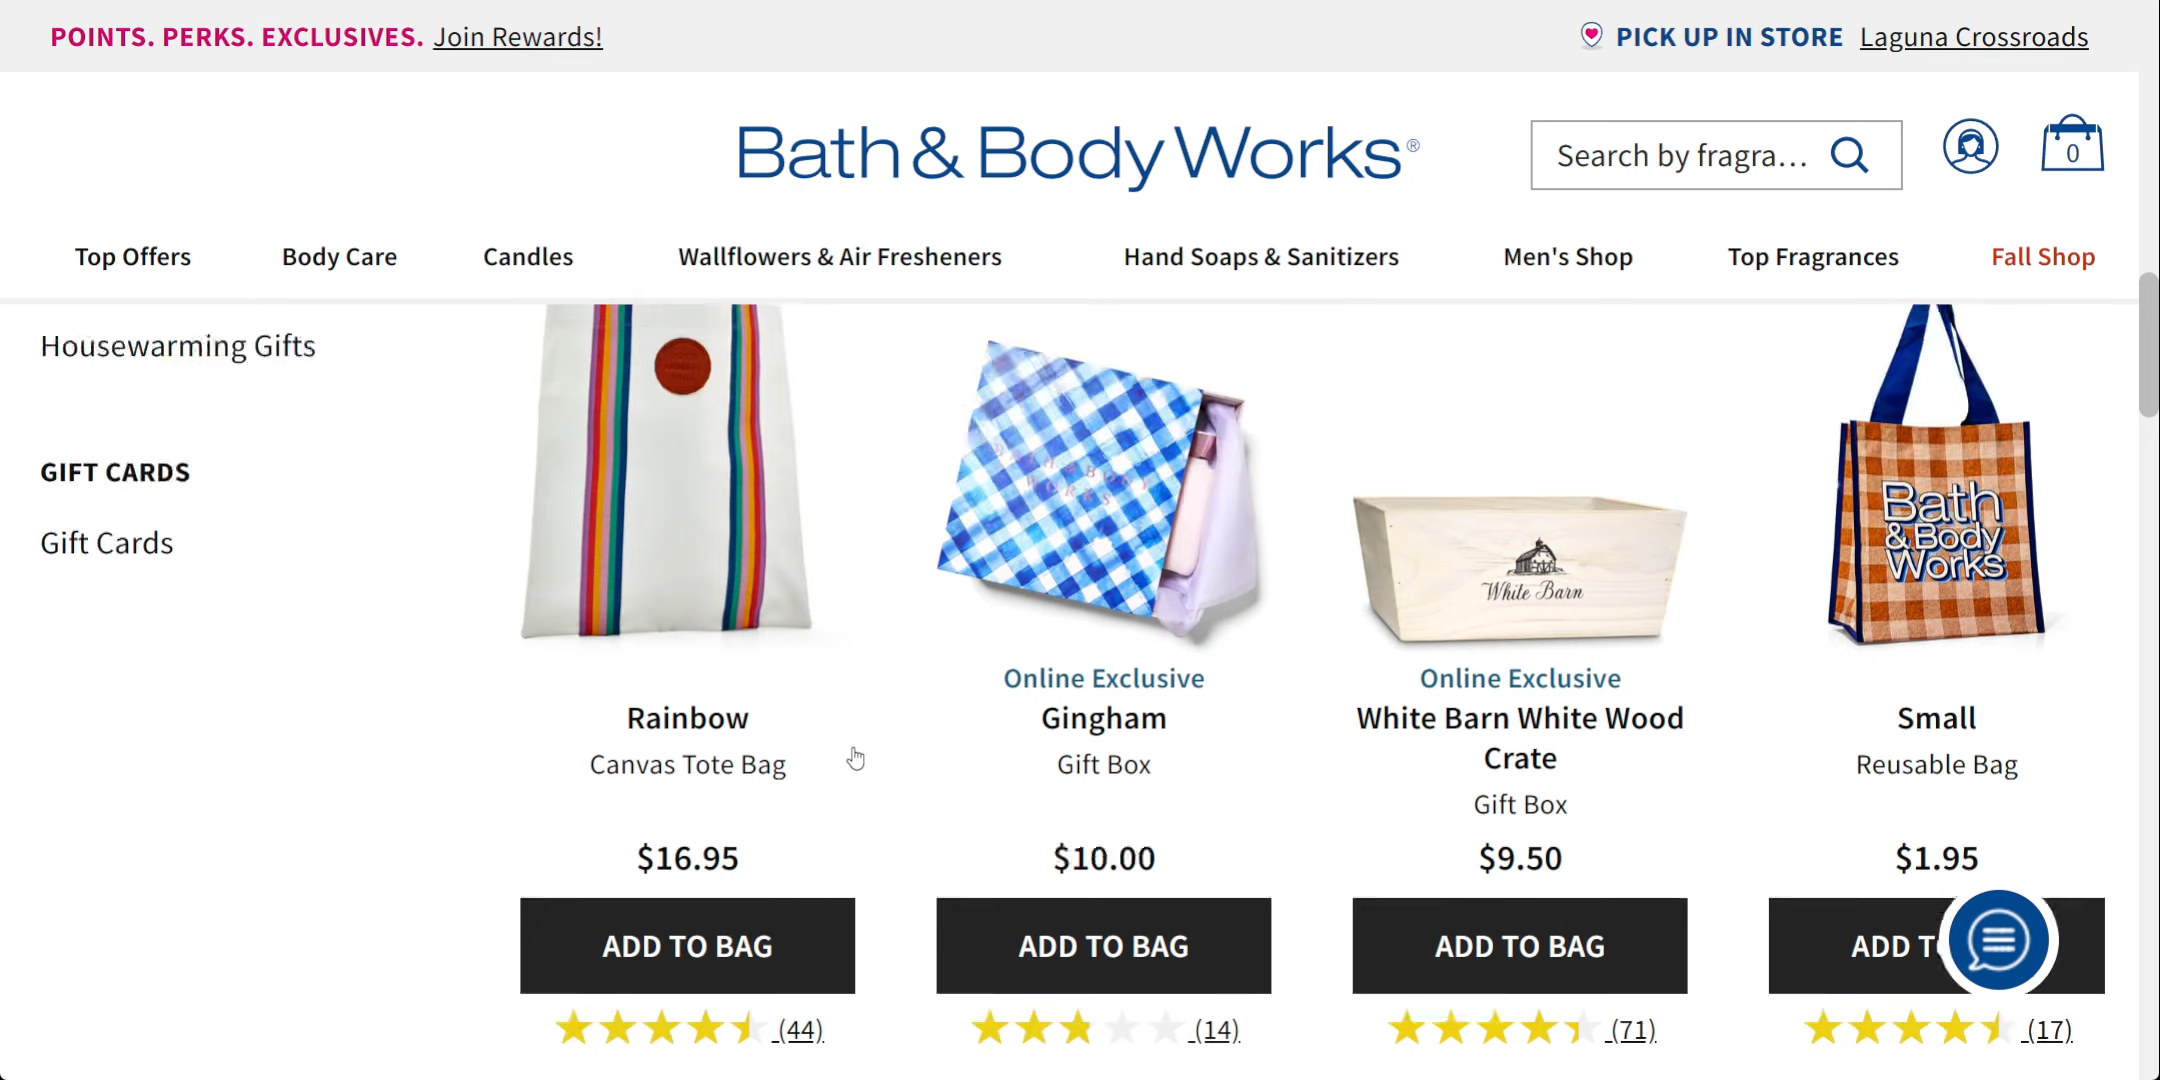 POINTS. PERKS. EXCLUSIVES. Join Rewards!
PICK UP IN STORE Laguna Crossroads
Bath & Body Works®
Search by fragra...
0
Top Offers
Body Care
Candles
Wallflowers & Air Fresheners
Hand Soaps & Sanitizers
Men's Shop
Top Fragrances
Fall Shop
Housewarming Gifts
GIFT CARDS
Gift Cards
BATH & BODY
WORKS
White Barn
Bath
& Body
Works
Rainbow
Canvas Tote Bag
$16.95
ADD TO BAG
(44)
Online Exclusive
Gingham
Gift Box
$10.00
ADD TO BAG
(14)
Online Exclusive
White Barn White Wood
Crate
Gift Box
$9.50
ADD TO BAG
(71)
Small
Reusable Bag
$1.95
ADD
(17)